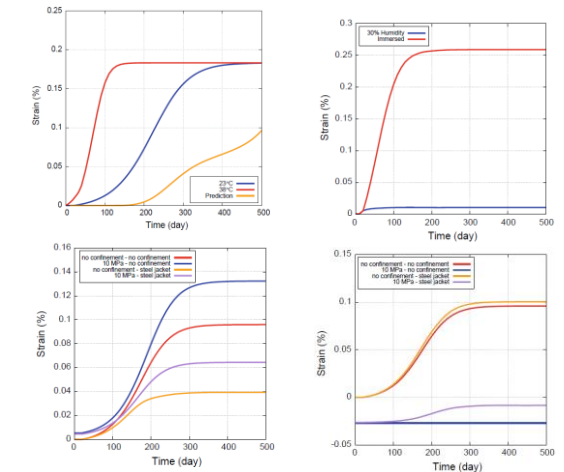 0.25
0.2
0.15
0.1
0.05
0
Strain (%)
23°C
38°C
Prediction
0 100 200 300 400 500
Time (day)
0.3
0.25
0.2
0.15
0.1
0.05
0
Strain (%)
30% Humidity
Immersed
0 100 200 300 400 500
Time (day)
0.16
0.14
0.12
0.1
0.08
0.06
0.04
0.02
0
Strain (%)
no confinement - no confinement
10 MPa - no confinement
no confinement - steel jacket
10 MPa - steel jacket
0 100 200 300 400 500
Time (day)
0.15
0.1
0.05
0
-0.05
Strain (%)
no confinement - no confinement
10 MPa - no confinement
no confinement - steel jacket
10 MPa - steel jacket
0 100 200 300 400 500
Time (day)